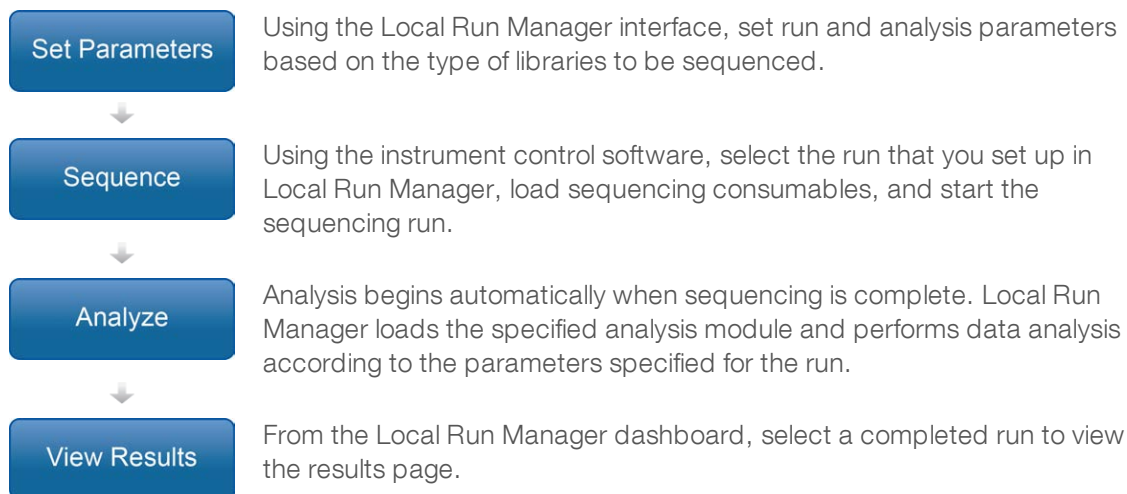 Set Parameters
Using the Local Run Manager interface, set run and analysis parameters
based on the type of libraries to be sequenced.
Sequence
Using the instrument control software, select the run that you set up in
Local Run Manager, load sequencing consumables, and start the
sequencing run.
Analyze
Analysis begins automatically when sequencing is complete. Local Run
Manager loads the specified analysis module and performs data analysis
according to the parameters specified for the run.
View Results
From the Local Run Manager dashboard, select a completed run to view
the results page.